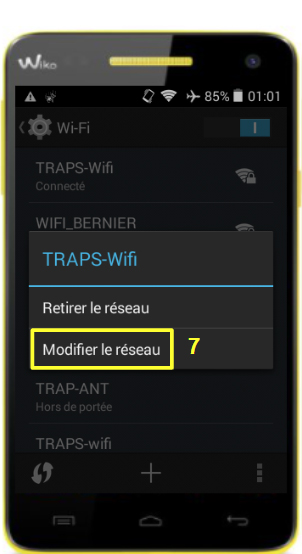 Wiko
85% 01:01
Wi-Fi I
TRAPS-Wifi
Connecté
WIFI_BERNIER
TRAPS-Wifi
Retirer le réseau
Modifier le réseau 7
TRAP-ANT
Hors de portée
TRAPS-wifi